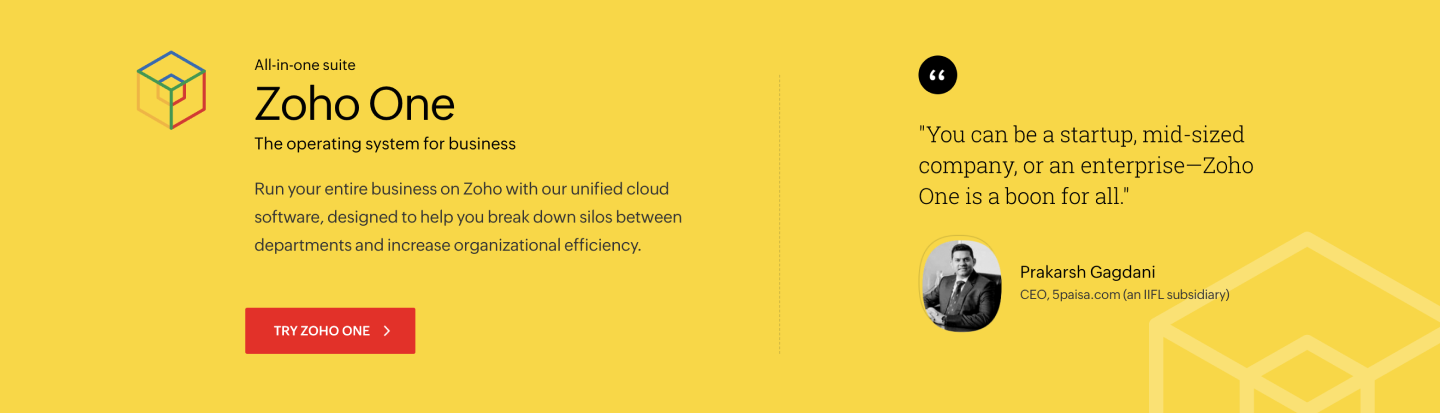 All-in-one suite
Zoho One
The operating system for business
Run your entire business on Zoho with our unified cloud
software, designed to help you break down silos between
departments and increase organizational efficiency.
TRY ZOHO ONE
"You can be a startup, mid-sized
company, or an enterprise—Zoho
One is a boon for all."
Prakarsh Gagdani
CEO, 5paisa.com (an IIFL subsidiary)